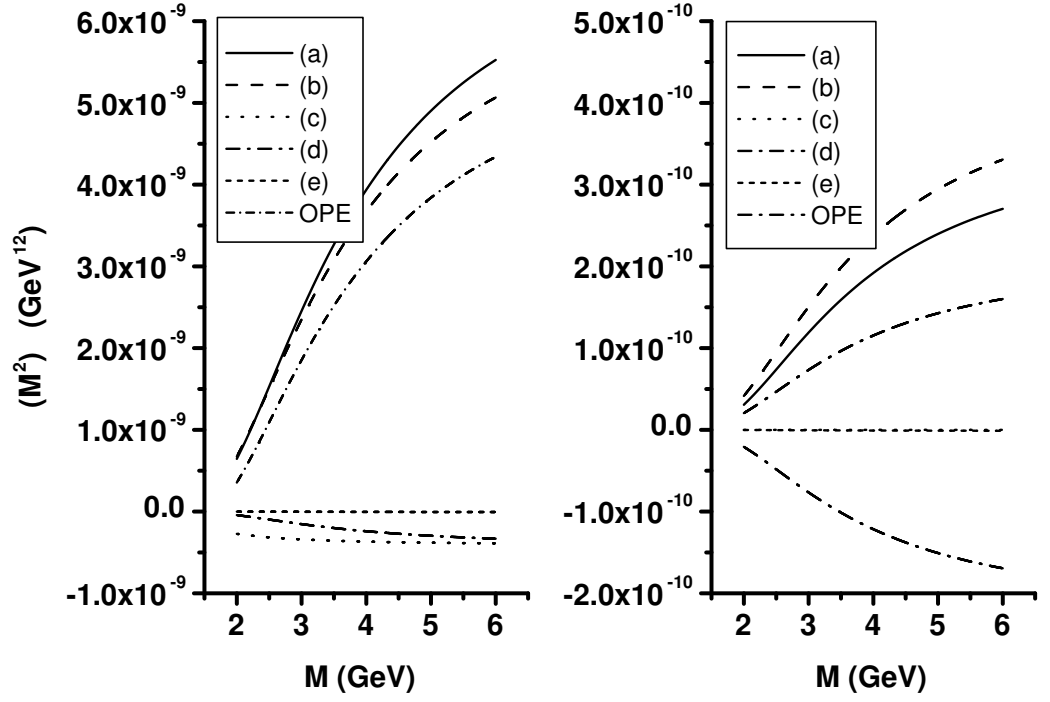 6.0x10⁻⁹
5.0x10⁻⁹
4.0x10⁻⁹
3.0x10⁻⁹
2.0x10⁻⁹
1.0x10⁻⁹
0.0
-1.0x10⁻⁹
(M²) (GeV¹²)
(a)
(b)
(c)
(d)
(e)
OPE
2 3 4 5 6
M (GeV)
5.0x10⁻¹⁰
4.0x10⁻¹⁰
3.0x10⁻¹⁰
2.0x10⁻¹⁰
1.0x10⁻¹⁰
0.0
-1.0x10⁻¹⁰
-2.0x10⁻¹⁰
(a)
(b)
(c)
(d)
(e)
OPE
2 3 4 5 6
M (GeV)